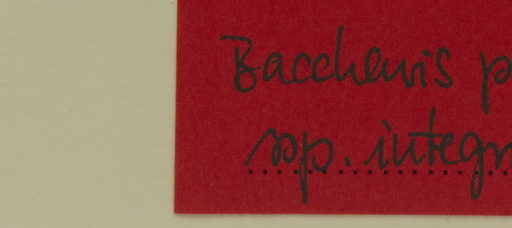 Baccharis p
ssp. integr